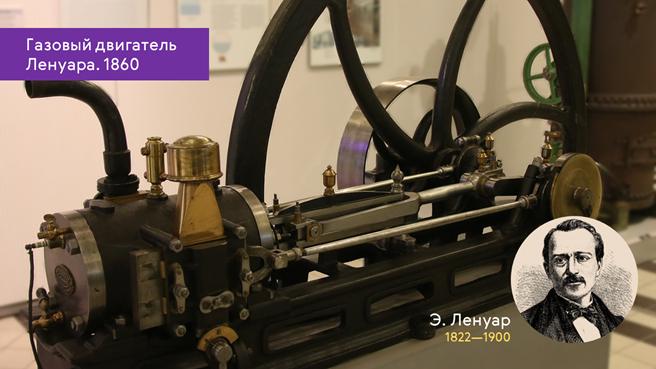 Газовый двигатель
Ленуара. 1860
Э. Ленуар
1822—1900